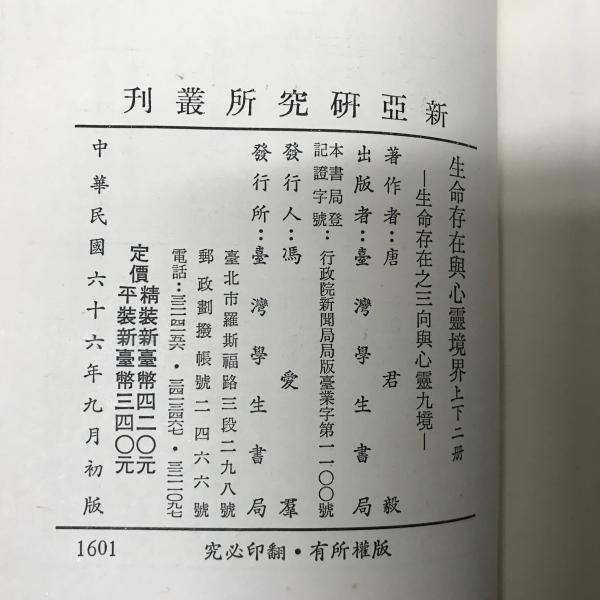 新亞研究所叢刊
生命存在與心靈境界上下二册
—生命存在之三向與心靈九境—
著作者：唐君毅
出版者：臺灣學生書局
本書局登記證字號：行政院新聞局局版臺業字第一一〇〇號
發行人：馮愛羣
發行所：臺灣學生書局
臺北市羅斯福路三段二九八號
郵政劃撥帳號二四六六號
定價 精裝新臺幣四二〇元
平裝新臺幣三四〇元
中華民國六十六年九月初版
1601
版權所有・翻印必究